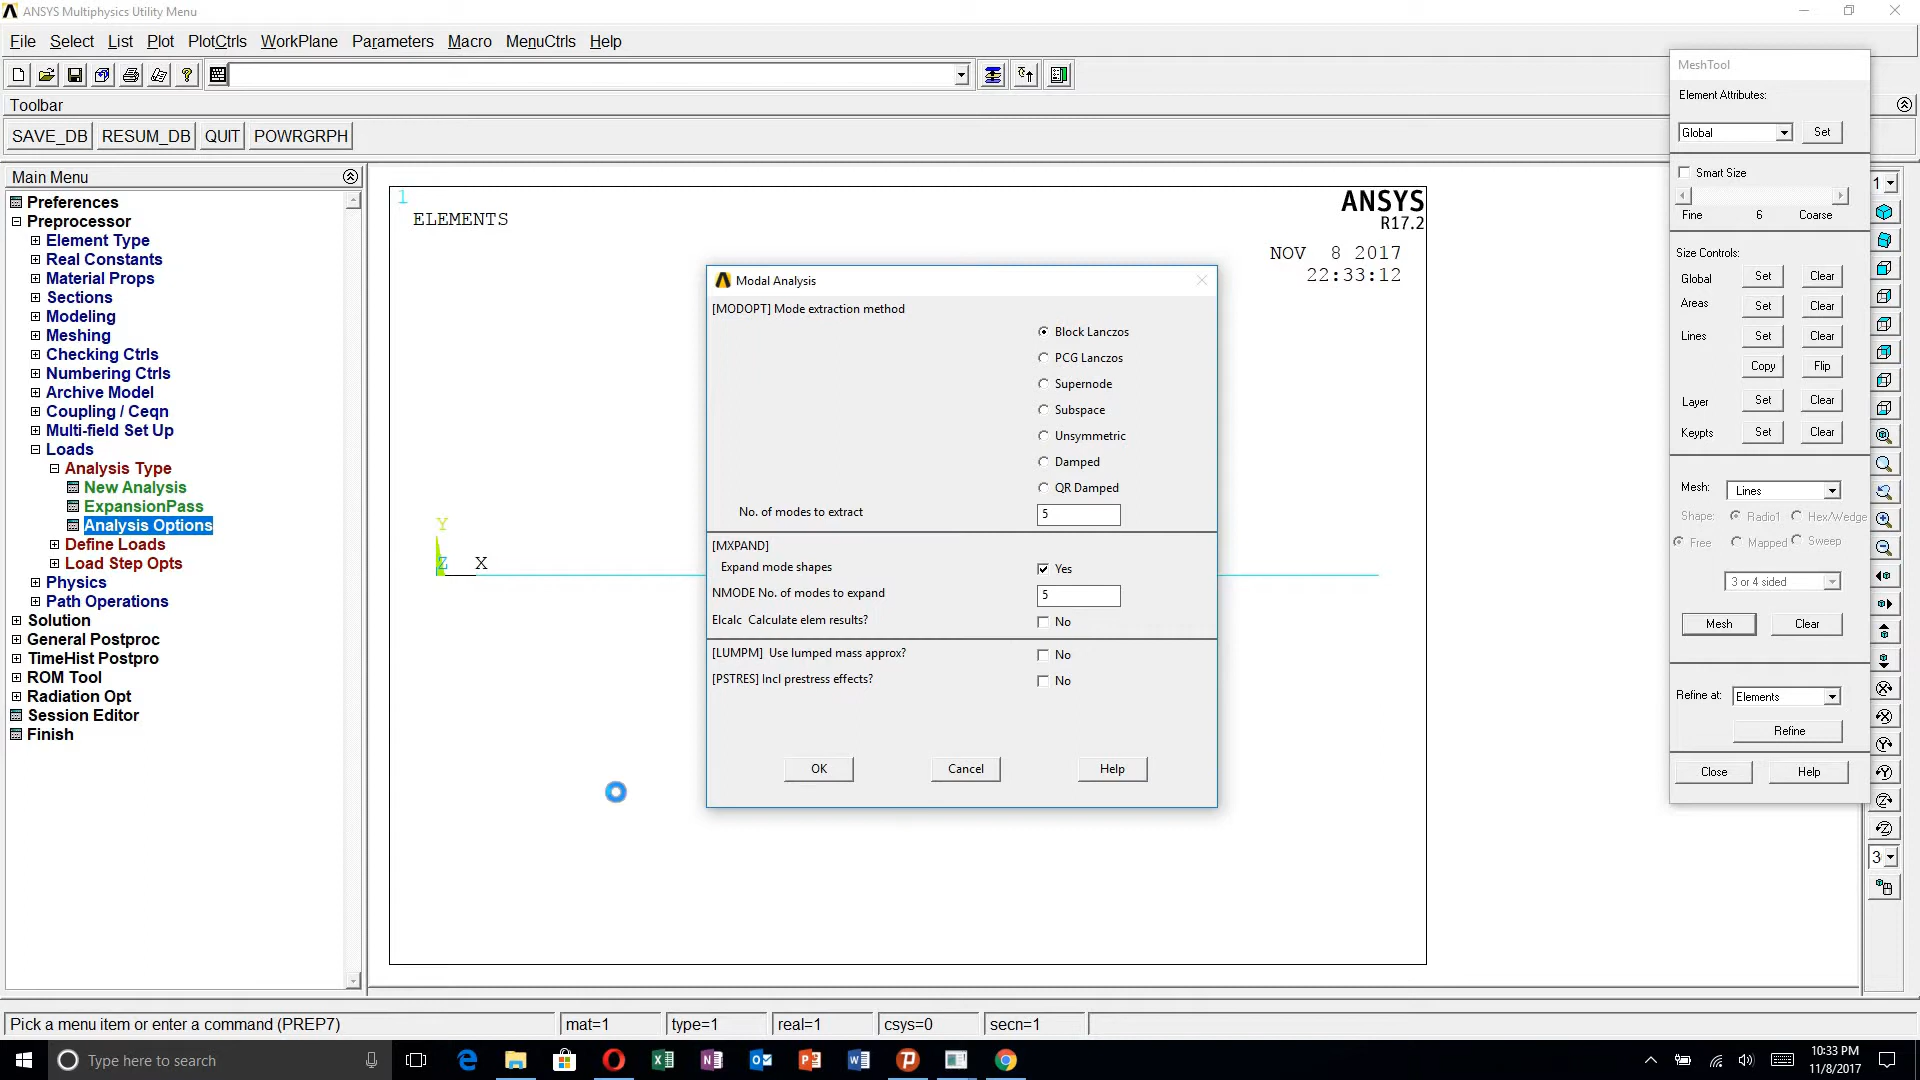 ANSYS Multiphysics Utility Menu
File Select List Plot PlotCtrls WorkPlane Parameters Macro MenuCtrls Help
Toolbar
SAVE_DB RESUM_DB QUIT POWRGRPH
Main Menu
Preferences
Preprocessor
Element Type
Real Constants
Material Props
Sections
Modeling
Meshing
Checking Ctrls
Numbering Ctrls
Archive Model
Coupling / Ceqn
Multi-field Set Up
Loads
Analysis Type
New Analysis
ExpansionPass
Analysis Options
Define Loads
Load Step Opts
Physics
Path Operations
Solution
General Postproc
TimeHist Postpro
ROM Tool
Radiation Opt
Session Editor
Finish
1
ELEMENTS
ANSYS
R17.2
NOV 8 2017
22:33:12
Y
Z X
Modal Analysis
[MODOPT] Mode extraction method
Block Lanczos
PCG Lanczos
Supernode
Subspace
Unsymmetric
Damped
QR Damped
No. of modes to extract 5
[MXPAND]
Expand mode shapes Yes
NMODE No. of modes to expand 5
Elcalc Calculate elem results? No
[LUMPM] Use lumped mass approx? No
[PSTRES] Incl prestress effects? No
OK Cancel Help
MeshTool
Element Attributes:
Global Set
Smart Size
Fine 6 Coarse
Size Controls:
Global Set Clear
Areas Set Clear
Lines Set Clear
Copy Flip
Layer Set Clear
Keypts Set Clear
Mesh: Lines
Shape: Radio1 Hex/Wedge
Free Mapped Sweep
3 or 4 sided
Mesh Clear
Refine at: Elements
Refine
Close Help
1
3
Pick a menu item or enter a command (PREP7) mat=1 type=1 real=1 csys=0 secn=1
Type here to search
10:33 PM
11/8/2017